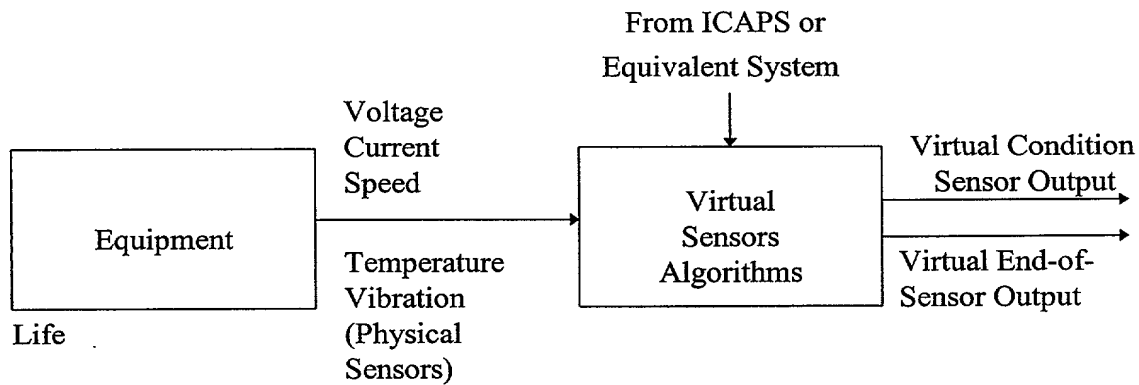 From ICAPS or
Equivalent System
Voltage
Current
Speed
Equipment
Temperature
Vibration
(Physical
Sensors)
Life
Virtual
Sensors
Algorithms
Virtual Condition
Sensor Output
Virtual End-of-
Sensor Output